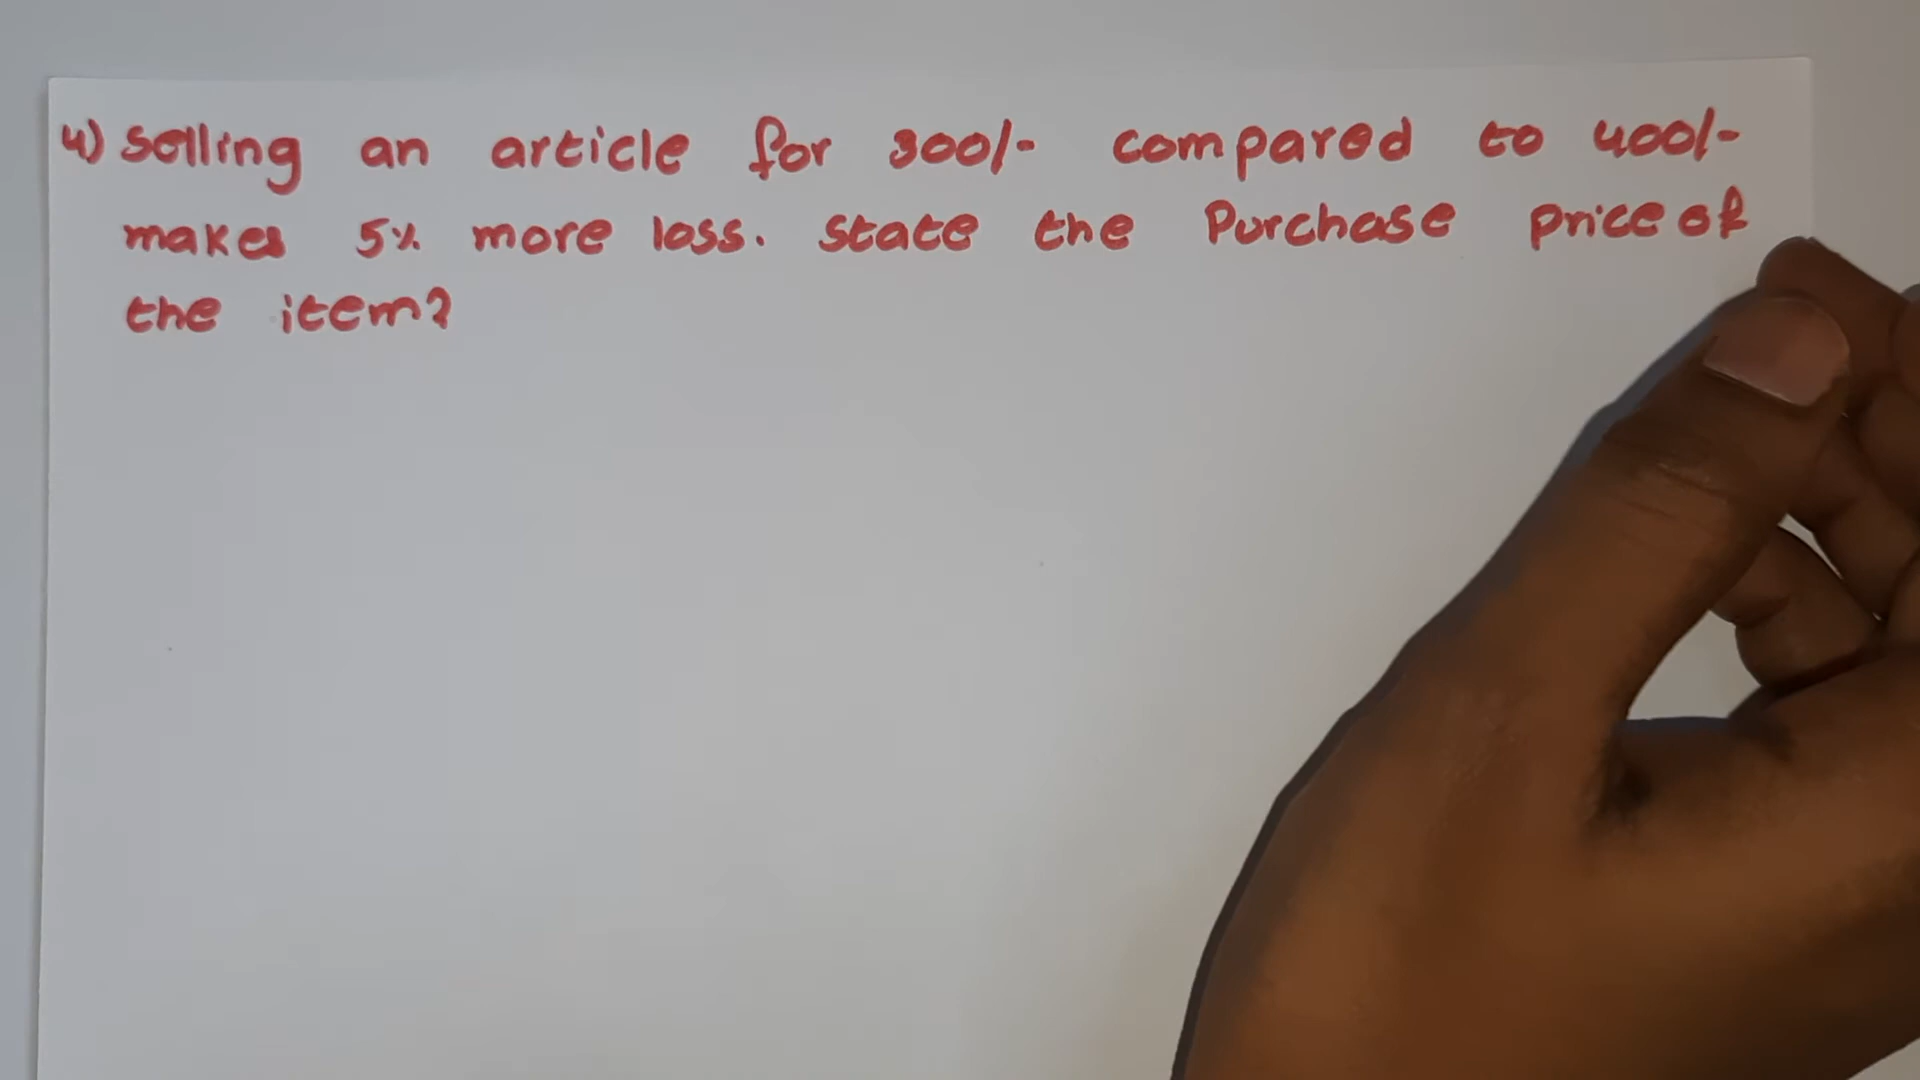 4) Selling an article for 300/- compared to 400/-
makes 5% more loss. State the Purchase Price of
the item?